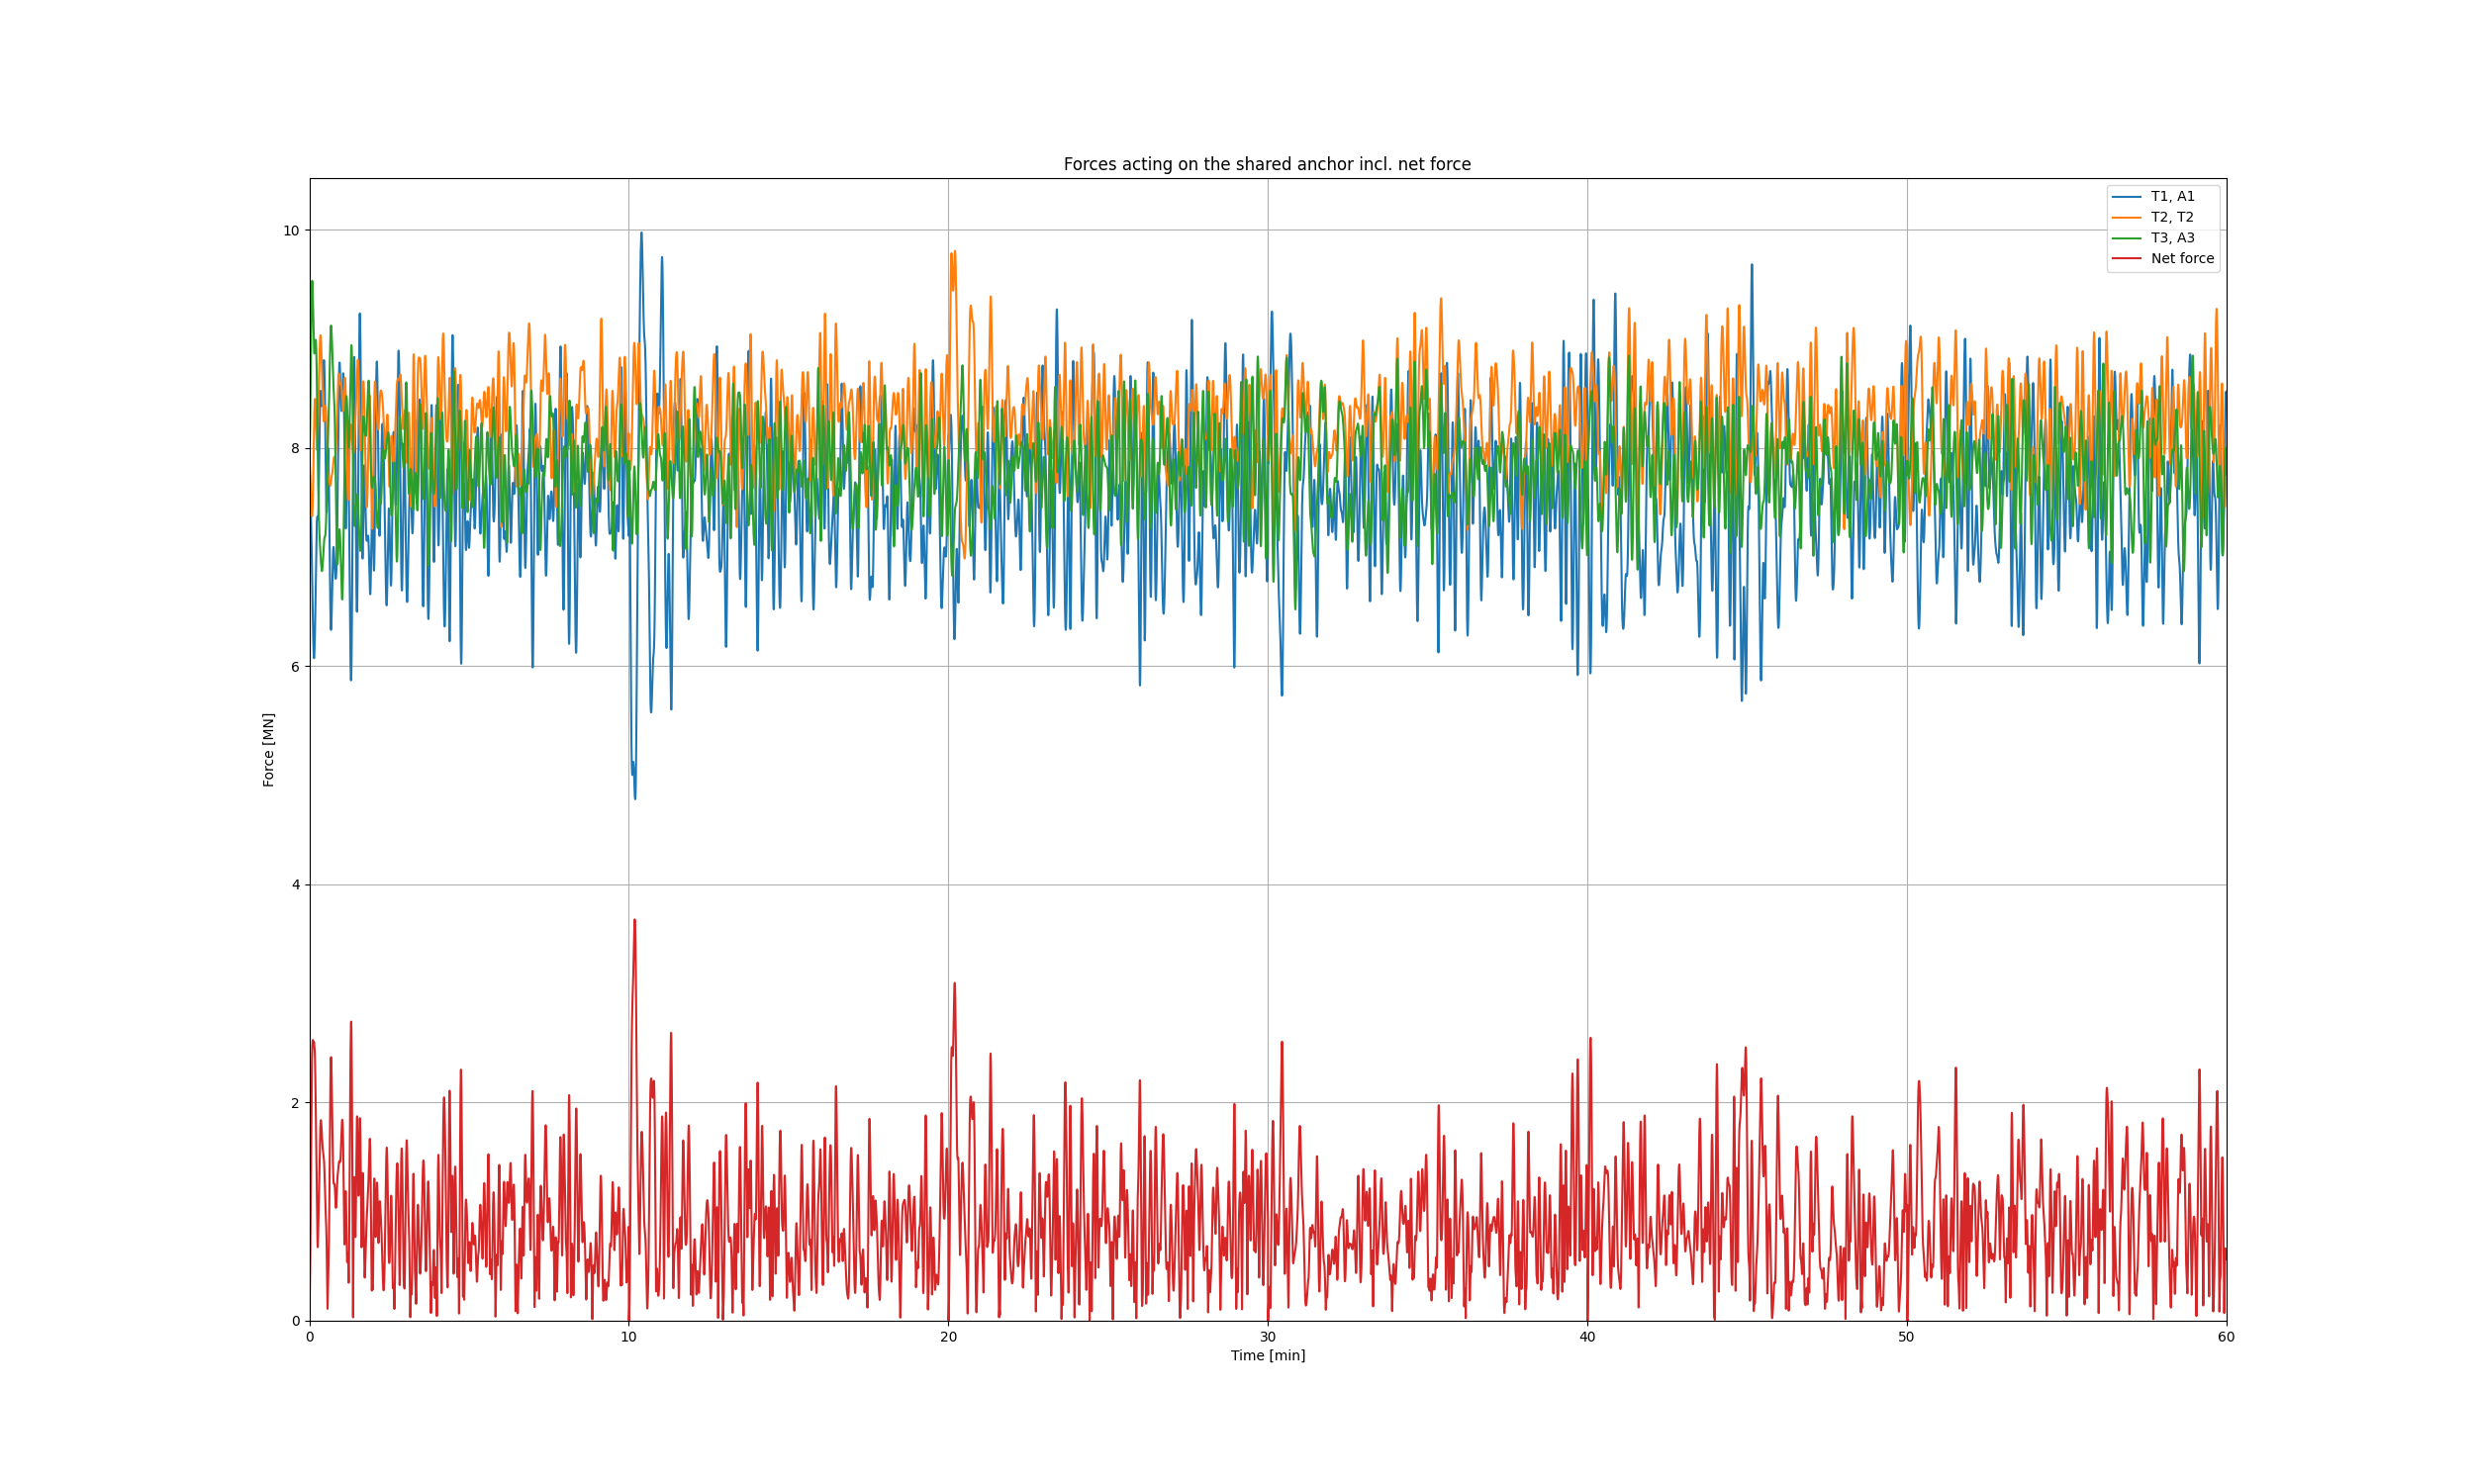 Forces acting on the shared anchor incl. net force
T1, A1
T2, T2
T3, A3
Net force
10
8
6
4
2
0
Force [MN]
0 10 20 30 40 50 60
Time [min]